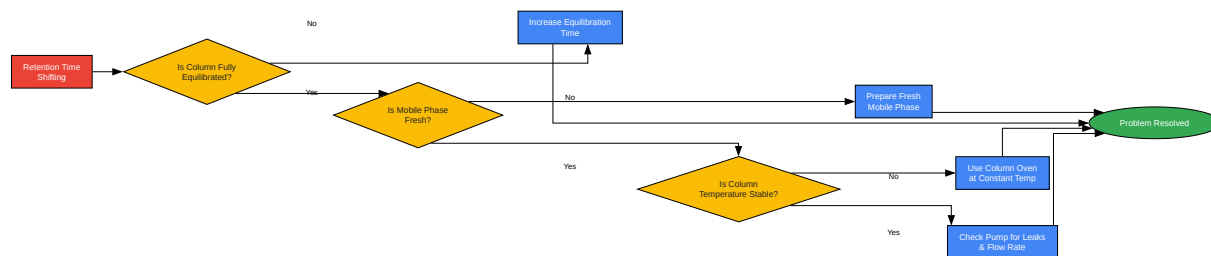 No
Increase Equilibration
Time
Retention Time
Shifting
Is Column Fully
Equilibrated?
Yes
Is Mobile Phase
Fresh?
No
Prepare Fresh
Mobile Phase
Problem Resolved
Yes
Is Column
Temperature Stable?
No
Use Column Oven
at Constant Temp
Yes
Check Pump for Leaks
& Flow Rate